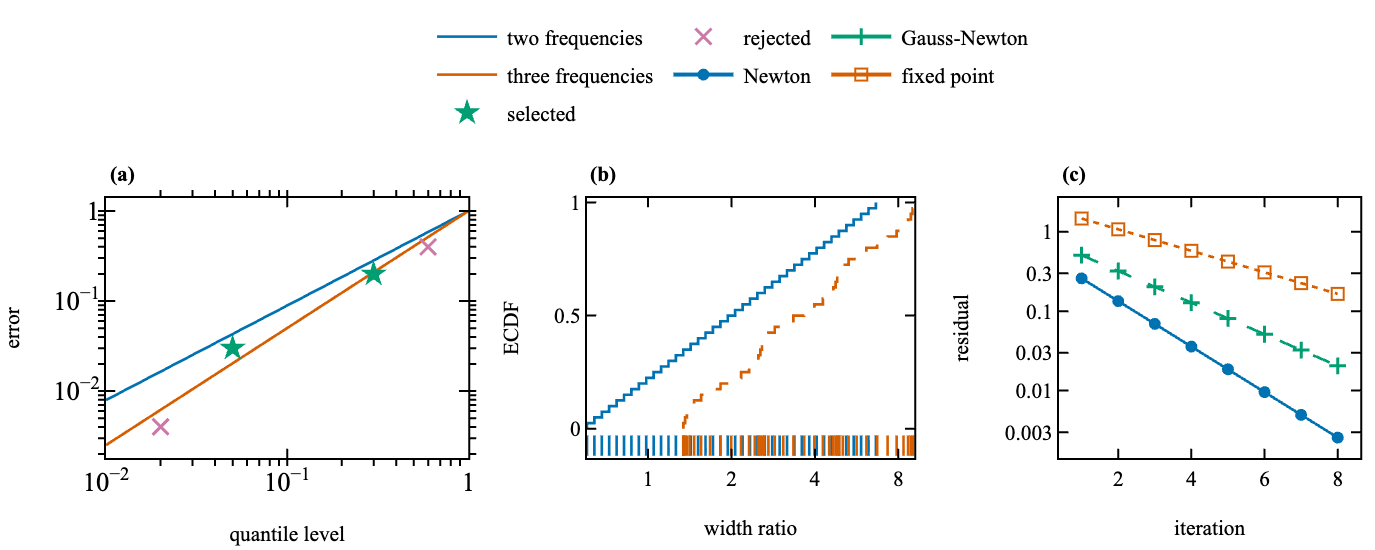 two frequencies
rejected
Gauss-Newton
three frequencies
Newton
fixed point
selected
(a)
1
10⁻¹
10⁻²
error
10⁻²
10⁻¹
1
quantile level
(b)
1
0.5
0
ECDF
1
2
4
8
width ratio
(c)
1
0.3
0.1
0.03
0.01
0.003
residual
2
4
6
8
iteration